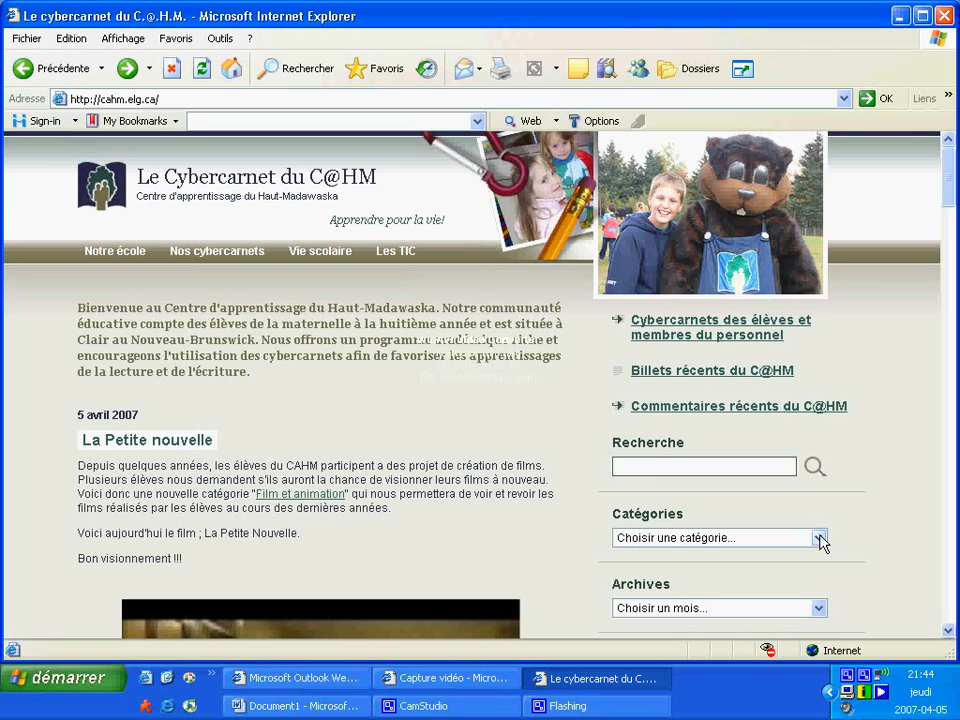 Le cybercarnet du C.@.H.M. - Microsoft Internet Explorer
Fichier Edition Affichage Favoris Outils ?
Précédente Rechercher Favoris Dossiers
Adresse http://cahm.elg.ca/ OK Liens »
Sign-in My Bookmarks Web Options
Le Cybercarnet du C@HM
Centre d'apprentissage du Haut-Madawaska
Apprendre pour la vie!
Notre école Nos cybercarnets Vie scolaire Les TIC
Bienvenue au Centre d'apprentissage du Haut-Madawaska. Notre communauté
éducative compte des élèves de la maternelle à la huitième année et est située à
Clair au Nouveau-Brunswick. Nous offrons un programme et
encourageons l'utilisation des cybercarnets afin de favoriser les apprentissages
de la lecture et de l'écriture.
5 avril 2007
La Petite nouvelle
Depuis quelques années, les élèves du CAHM participent a des projet de création de films.
Plusieurs élèves nous demandent s'ils auront la chance de visionner leurs films à nouveau.
Voici donc une nouvelle catégorie "Film et animation" qui nous permettera de voir et revoir les
films réalisés par les élèves au cours des dernières années.
Voici aujourd'hui le film ; La Petite Nouvelle.
Bon visionnement !!!
Cybercarnets des élèves et
membres du personnel
Billets récents du C@HM
Commentaires récents du C@HM
Recherche
Catégories
Choisir une catégorie...
Archives
Choisir un mois...
Internet
démarrer » Microsoft Outlook We... Capture vidéo - Micro... Le cybercarnet du C....
Document1 - Microsof... CamStudio Flashing
21:44
jeudi
2007-04-05